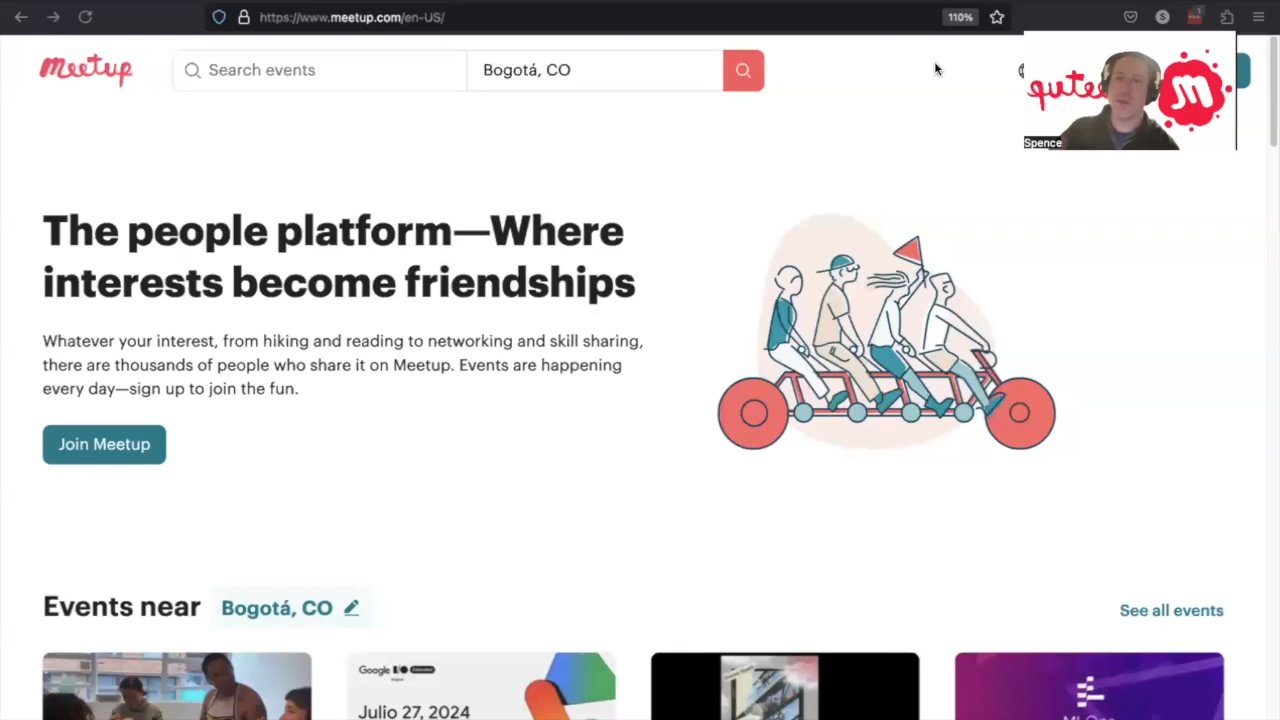 https://www.meetup.com/en-US/
110%
1
meetup
Search events
Bogotá, CO
qutee
m
Spence
The people platform—Where
interests become friendships
Whatever your interest, from hiking and reading to networking and skill sharing,
there are thousands of people who share it on Meetup. Events are happening
every day—sign up to join the fun.
Join Meetup
Events near
Bogotá, CO
See all events
Google I/O
Julio 27, 2024